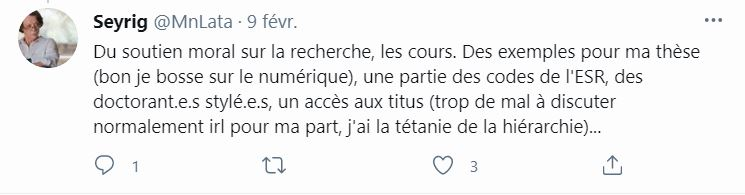 Seyrig @MnLata · 9 févr.
Du soutien moral sur la recherche, les cours. Des exemples pour ma thèse
(bon je bosse sur le numérique), une partie des codes de l'ESR, des
doctorant.e.s stylé.e.s, un accès aux titus (trop de mal à discuter
normalement irl pour ma part, j'ai la tétanie de la hiérarchie)...
1 3